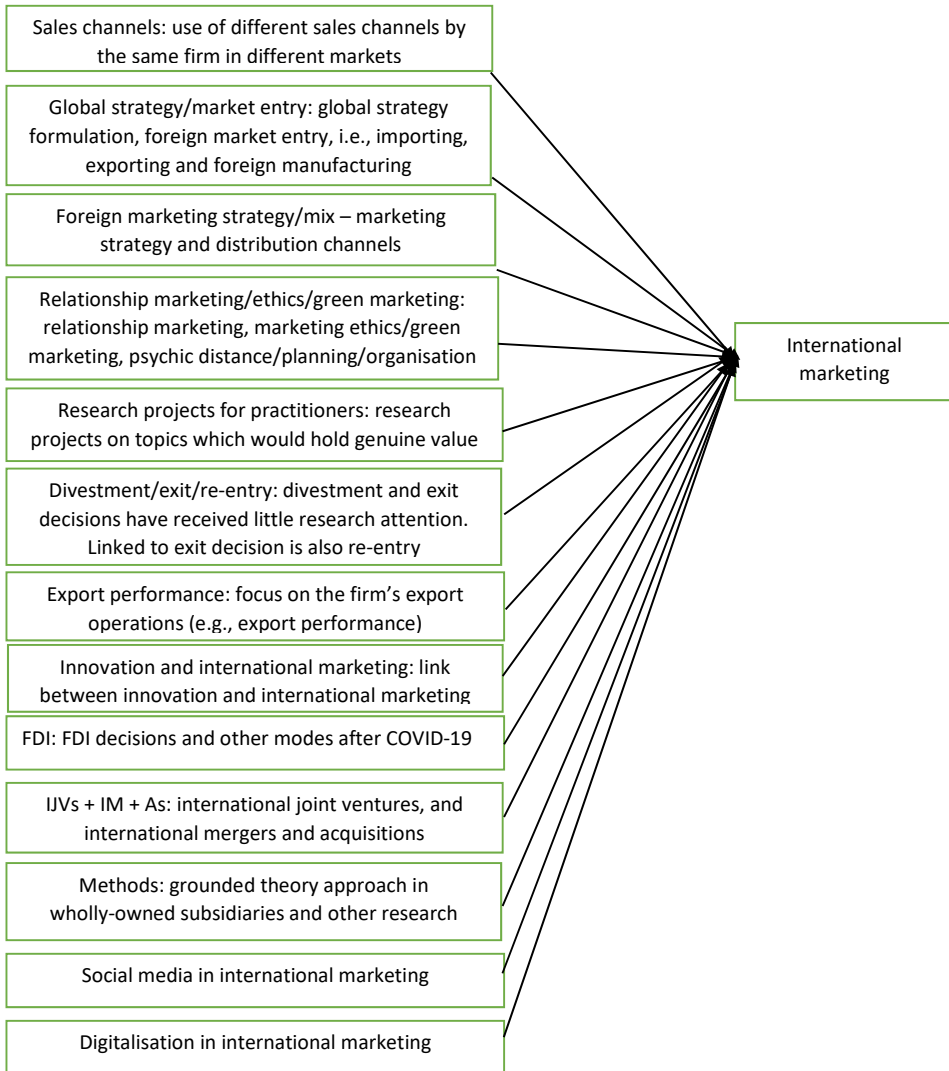 Sales channels: use of different sales channels by
the same firm in different markets
Global strategy/market entry: global strategy
formulation, foreign market entry, i.e., importing,
exporting and foreign manufacturing
Foreign marketing strategy/mix – marketing
strategy and distribution channels
Relationship marketing/ethics/green marketing:
relationship marketing, marketing ethics/green
marketing, psychic distance/planning/organisation
Research projects for practitioners: research
projects on topics which would hold genuine value
Divestment/exit/re-entry: divestment and exit
decisions have received little research attention.
Linked to exit decision is also re-entry
Export performance: focus on the firm's export
operations (e.g., export performance)
Innovation and international marketing: link
between innovation and international marketing
FDI: FDI decisions and other modes after COVID-19
IJVs + IM + As: international joint ventures, and
international mergers and acquisitions
Methods: grounded theory approach in
wholly-owned subsidiaries and other research
Social media in international marketing
Digitalisation in international marketing
International
marketing